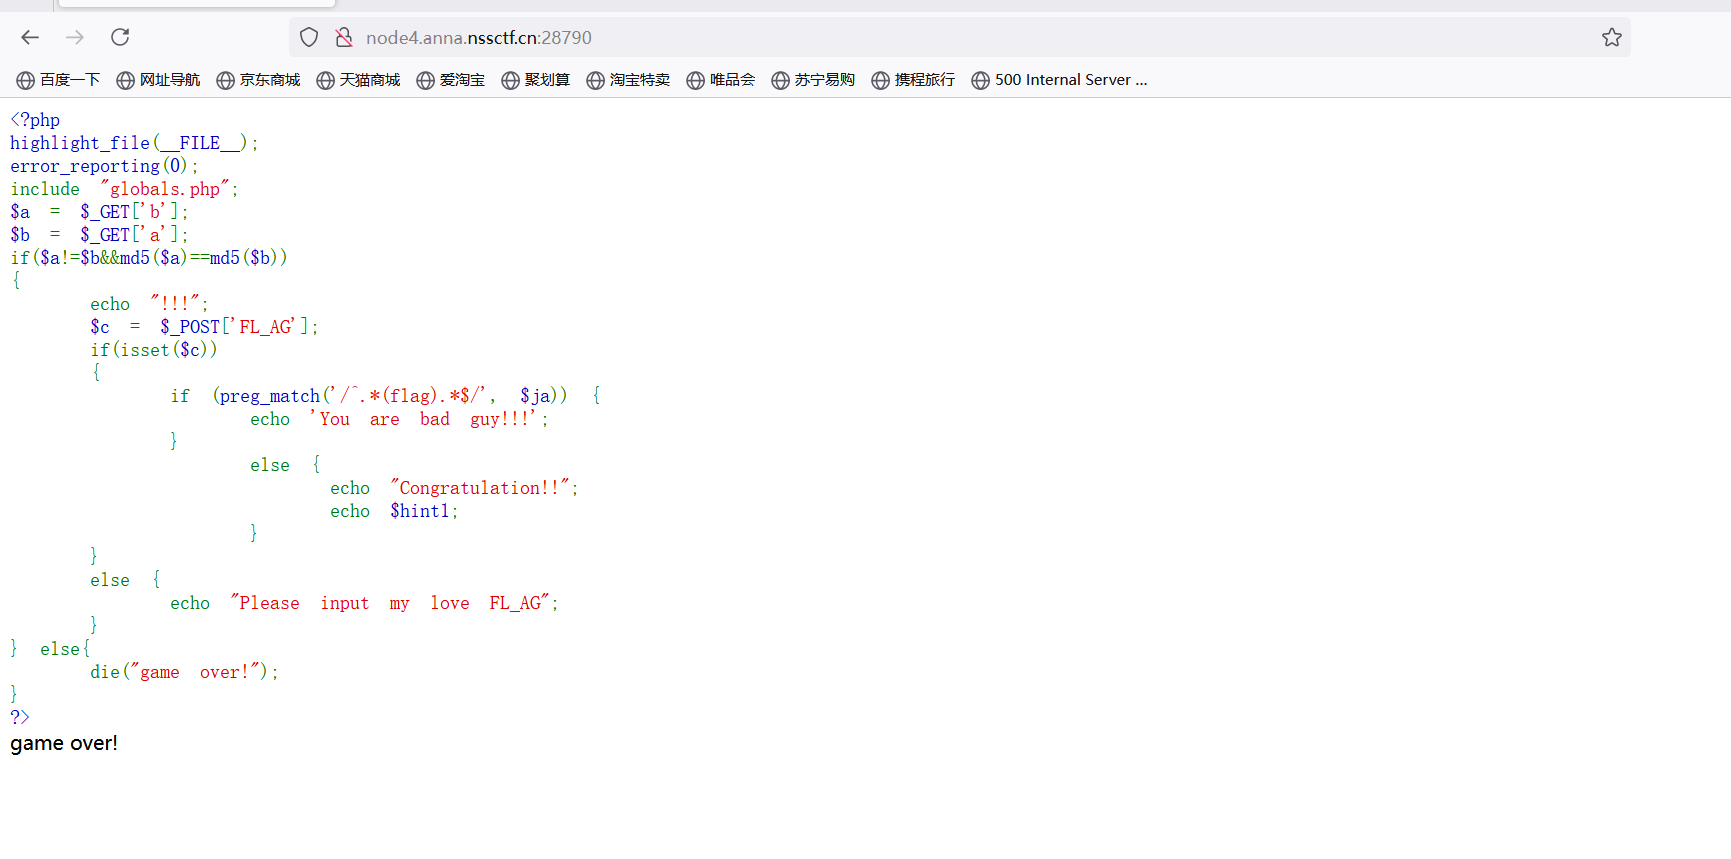 node4.anna.nssctf.cn:28790
百度一下 网址导航 京东商城 天猫商城 爱淘宝 聚划算 淘宝特卖 唯品会 苏宁易购 携程旅行 500 Internal Server ...
<?php
highlight_file(__FILE__);
error_reporting(0);
include "globals.php";
$a = $_GET['b'];
$b = $_GET['a'];
if($a!=$b&&md5($a)==md5($b))
{
echo "!!!";
$c = $_POST['FL_AG'];
if(isset($c))
{
if (preg_match('/^.*(flag).*$/', $ja)) {
echo 'You are bad guy!!!';
}
else {
echo "Congratulation!!";
echo $hint1;
}
}
else {
echo "Please input my love FL_AG";
}
} else{
die("game over!");
}
?>
game over!